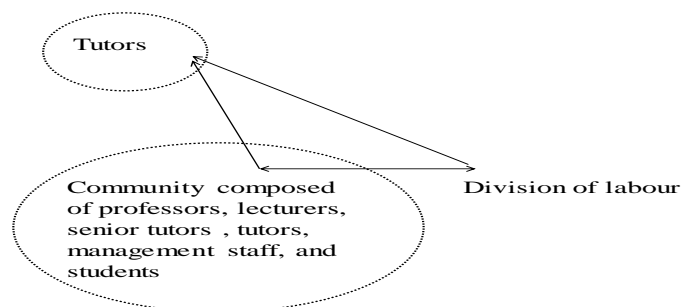 Tutors
Community composed
of professors, lecturers,
senior tutors , tutors,
management staff, and
students
Division of labour